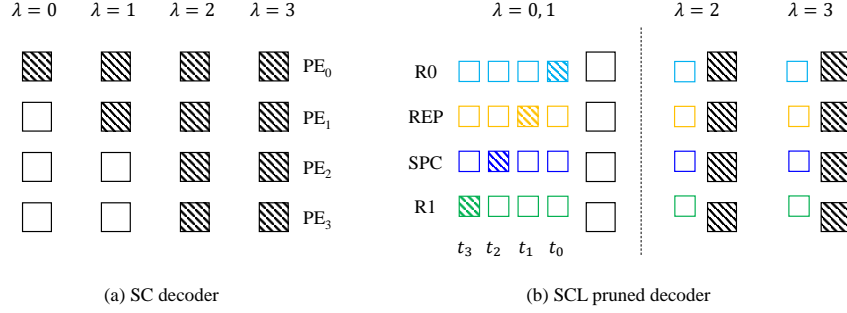 λ = 0 λ = 1 λ = 2 λ = 3
PE0
PE1
PE2
PE3
(a) SC decoder
λ = 0, 1 λ = 2 λ = 3
R0
REP
SPC
R1
t3 t2 t1 t0
(b) SCL pruned decoder